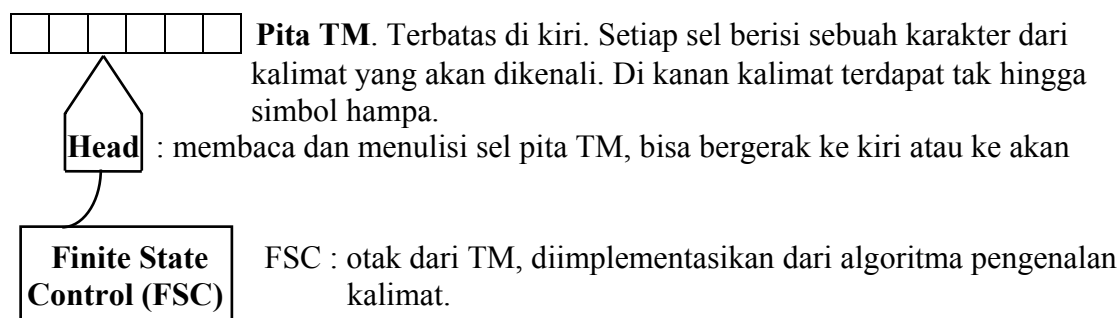 Pita TM. Terbatas di kiri. Setiap sel berisi sebuah karakter dari
kalimat yang akan dikenali. Di kanan kalimat terdapat tak hingga
simbol hampa.
Head : membaca dan menulisi sel pita TM, bisa bergerak ke kiri atau ke akan
Finite State FSC : otak dari TM, diimplementasikan dari algoritma pengenalan
Control (FSC) kalimat.